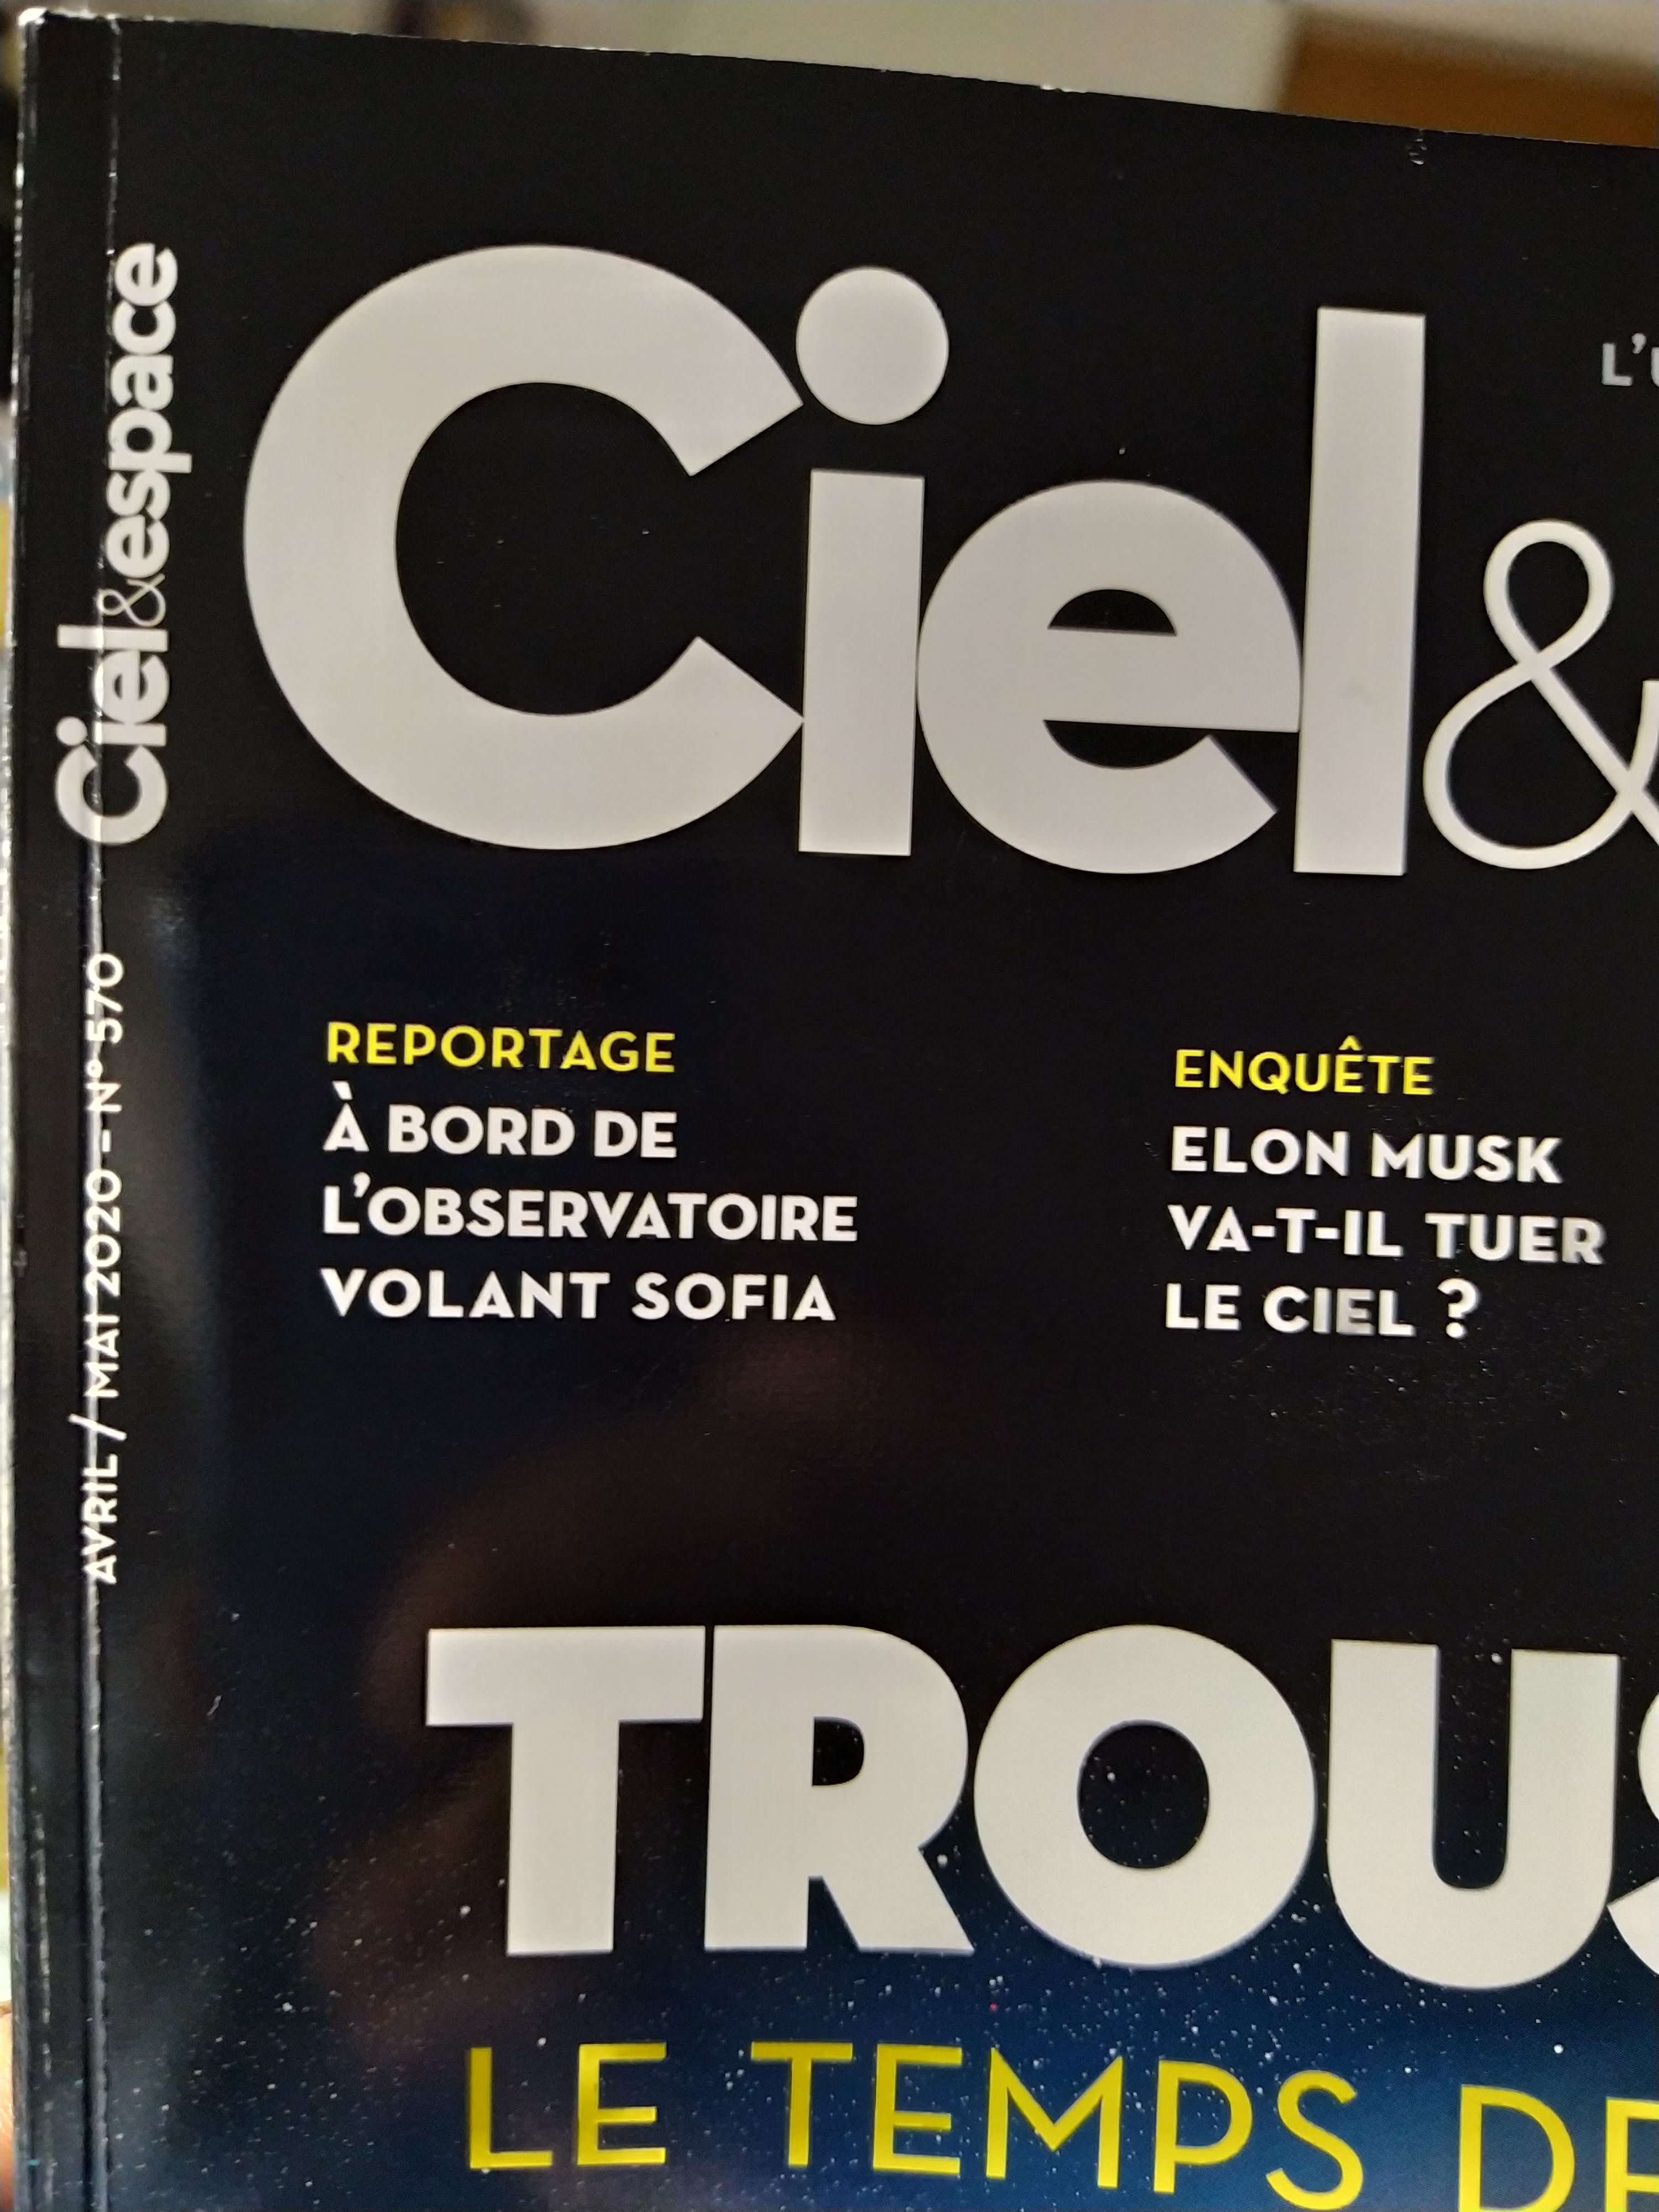 Ciel&espace
AVRIL / MAI 2020 – N° 570
Ciel&
REPORTAGE
À BORD DE
L'OBSERVATOIRE
VOLANT SOFIA
ENQUÊTE
ELON MUSK
VA-T-IL TUER
LE CIEL ?
TROUS
LE TEMPS